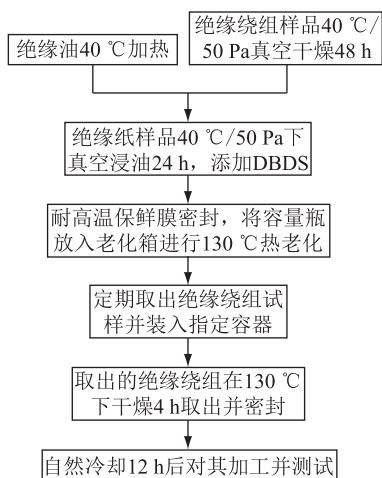 绝缘油40 ℃加热
绝缘绕组样品40 ℃/
50 Pa真空干燥48 h
绝缘纸样品40 ℃/50 Pa下
真空浸油24 h，添加DBDS
耐高温保鲜膜密封，将容量瓶
放入老化箱进行130 ℃热老化
定期取出绝缘绕组试
样并装入指定容器
取出的绝缘绕组在130 ℃
下干燥4 h取出并密封
自然冷却12 h后对其加工并测试